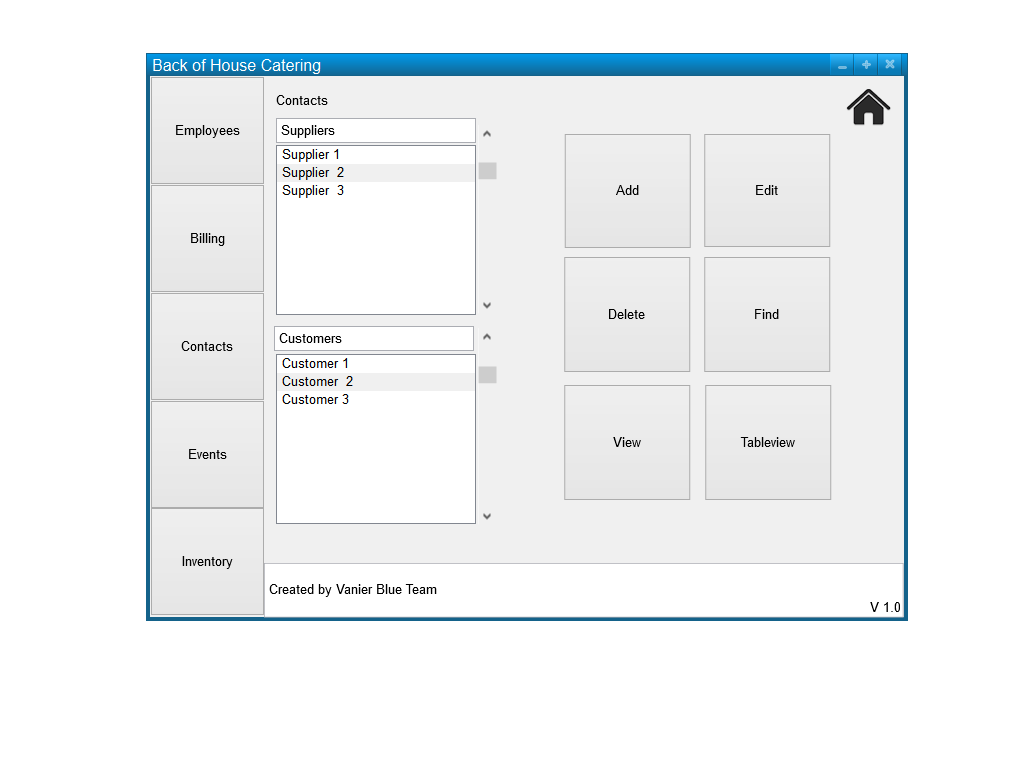 Back of House Catering
Employees
Billing
Contacts
Events
Inventory
Contacts
Suppliers
Supplier 1
Supplier  2
Supplier  3
Customers
Customer 1
Customer  2
Customer 3
Add
Edit
Delete
Find
View
Tableview
Created by Vanier Blue Team
V 1.0